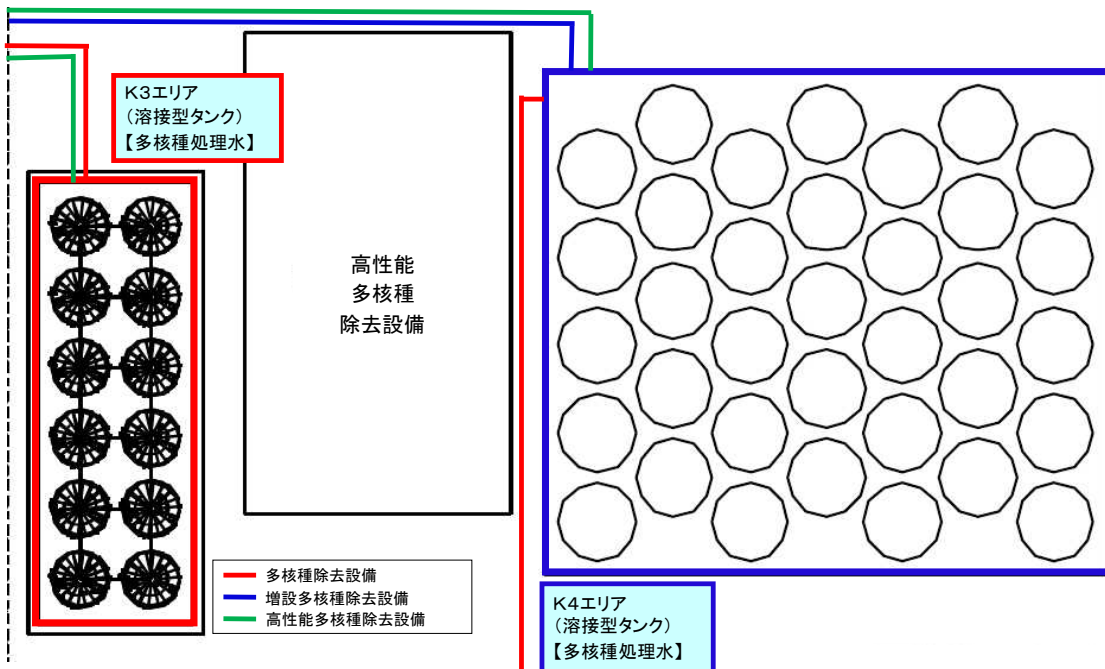 K3エリア
(溶接型タンク)
【多核種処理水】
高性能
多核種
除去設備
多核種除去設備
増設多核種除去設備
高性能多核種除去設備
K4エリア
(溶接型タンク)
【多核種処理水】